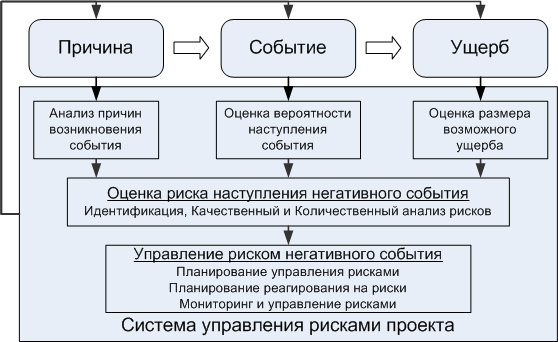 Причина
Событие
Ущерб
Анализ причин
возникновения
события
Оценка вероятности
наступления
события
Оценка размера
возможного
ущерба
Оценка риска наступления негативного события
Идентификация, Качественный и Количественный анализ рисков
Управление риском негативного события
Планирование управления рисками
Планирование реагирования на риски
Мониторинг и управление рисками
Система управления рисками проекта